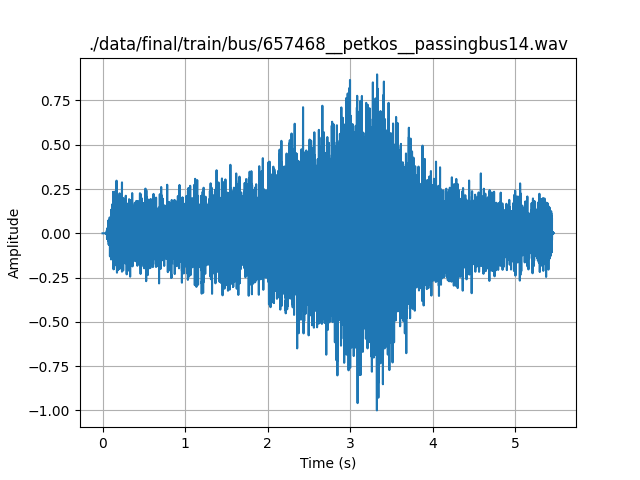 ./data/final/train/bus/657468__petkos__passingbus14.wav
0.75
0.50
0.25
0.00
−0.25
−0.50
−0.75
−1.00
Amplitude
0 1 2 3 4 5
Time (s)